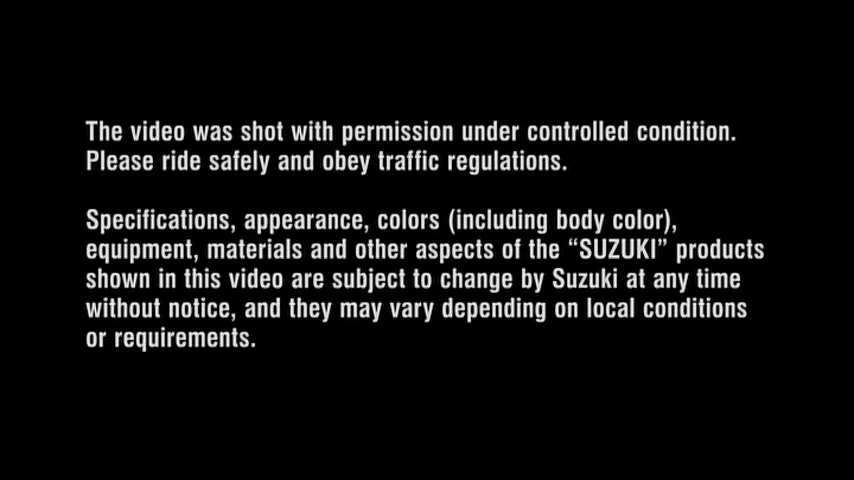 The video was shot with permission under controlled condition.
Please ride safely and obey traffic regulations.
Specifications, appearance, colors (including body color),
equipment, materials and other aspects of the “SUZUKI” products
shown in this video are subject to change by Suzuki at any time
without notice, and they may vary depending on local conditions
or requirements.